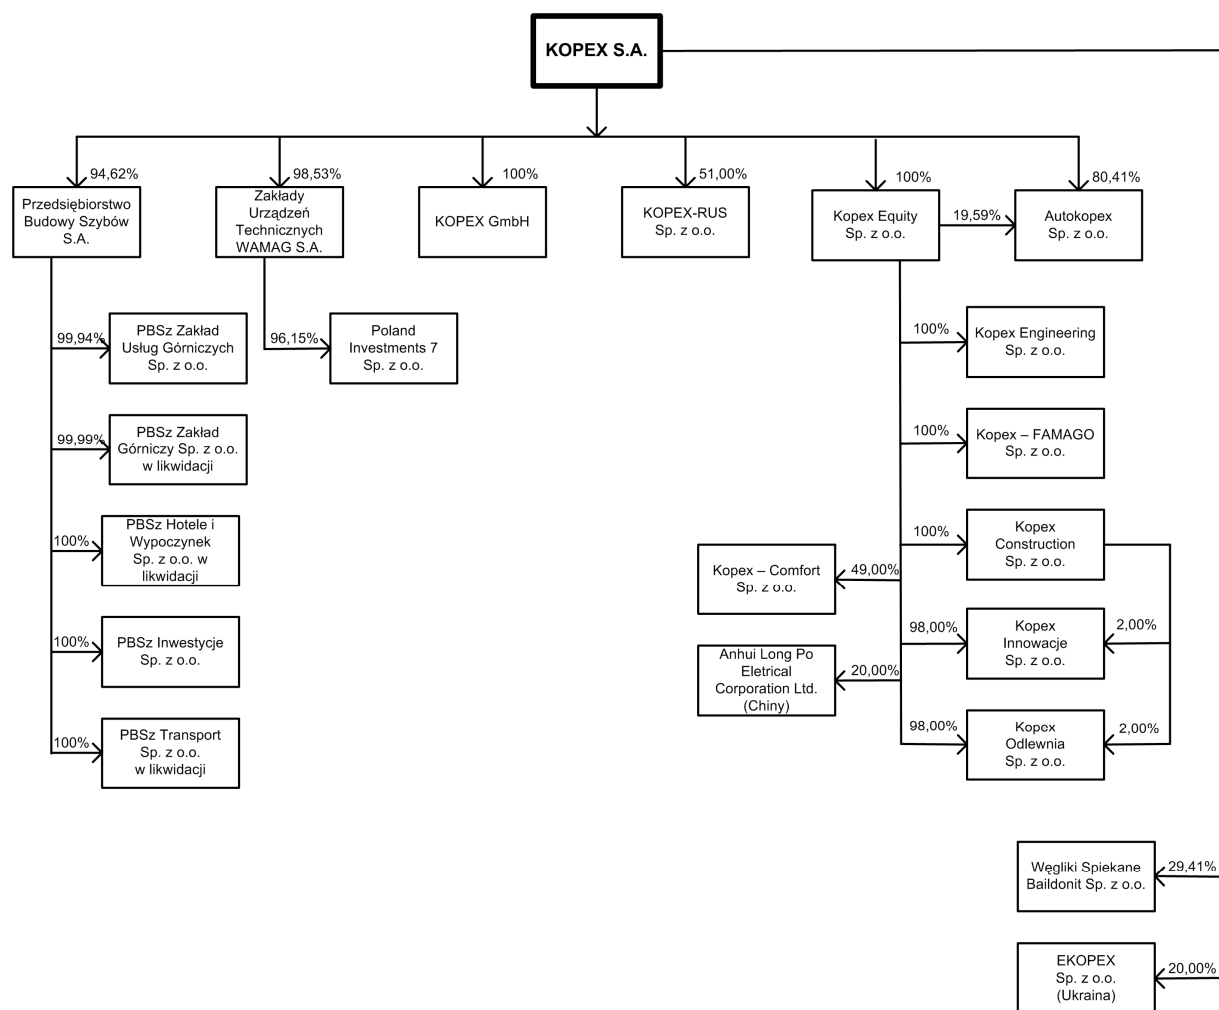 KOPEX S.A.
94,62%
98,53%
100%
51,00%
100%
80,41%
Przedsiębiorstwo
Budowy Szybów
S.A.
Zakłady
Urządzeń
Technicznych
WAMAG S.A.
KOPEX GmbH
KOPEX-RUS
Sp. z o.o.
Kopex Equity
Sp. z o.o.
19,59%
Autokopex
Sp. z o.o.
99,94%
PBSz Zakład
Usług Górniczych
Sp. z o.o.
96,15%
Poland
Investments 7
Sp. z o.o.
100%
Kopex Engineering
Sp. z o.o.
99,99%
PBSz Zakład
Górniczy Sp. z o.o.
w likwidacji
100%
Kopex – FAMAGO
Sp. z o.o.
100%
PBSz Hotele i
Wypoczynek
Sp. z o.o. w
likwidacji
100%
Kopex
Construction
Sp. z o.o.
Kopex – Comfort
Sp. z o.o.
49,00%
100%
PBSz Inwestycje
Sp. z o.o.
98,00%
Kopex
Innowacje
Sp. z o.o.
2,00%
Anhui Long Po
Eletrical
Corporation Ltd.
(Chiny)
20,00%
100%
PBSz Transport
Sp. z o.o.
w likwidacji
98,00%
Kopex
Odlewnia
Sp. z o.o.
2,00%
Węgliki Spiekane
Baildonit Sp. z o.o.
29,41%
EKOPEX
Sp. z o.o.
(Ukraina)
20,00%